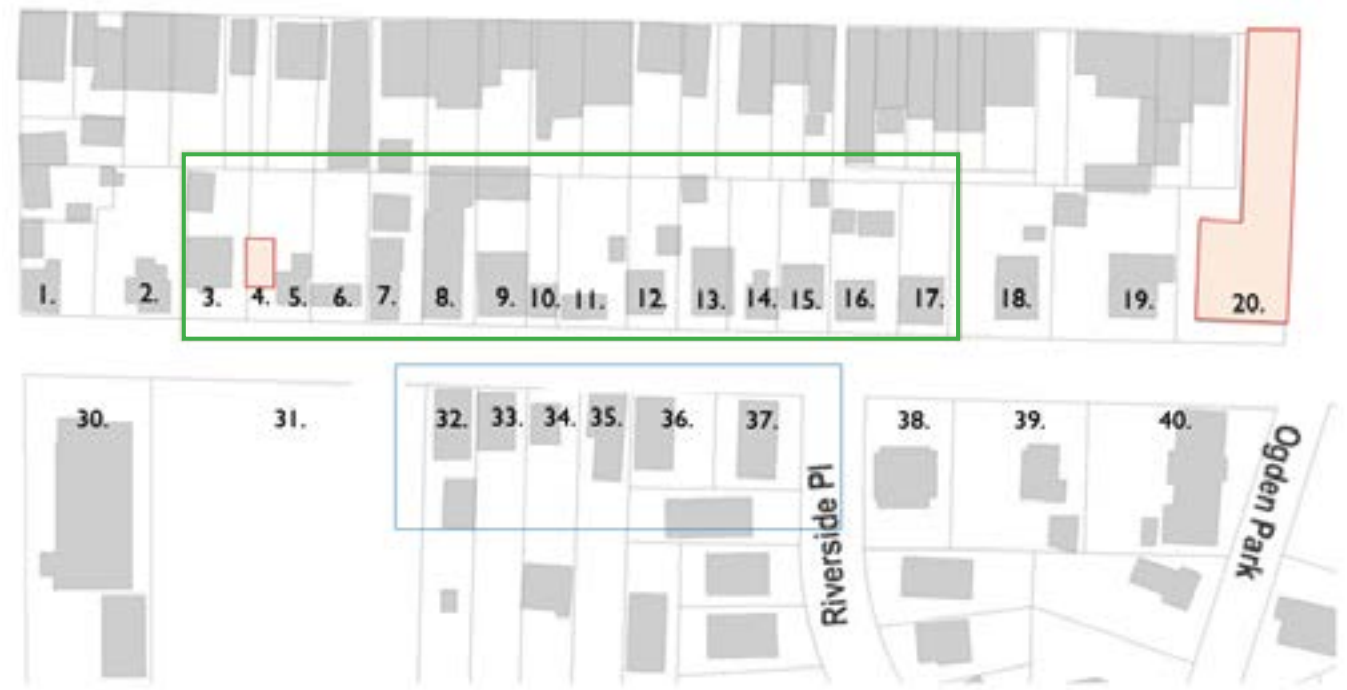 1. 2. 3. 4. 5. 6. 7. 8. 9. 10. 11. 12. 13. 14. 15. 16. 17. 18. 19. 20.
30. 31. 32. 33. 34. 35. 36. 37. 38. 39. 40.
Riverside Pl
Ogden Park